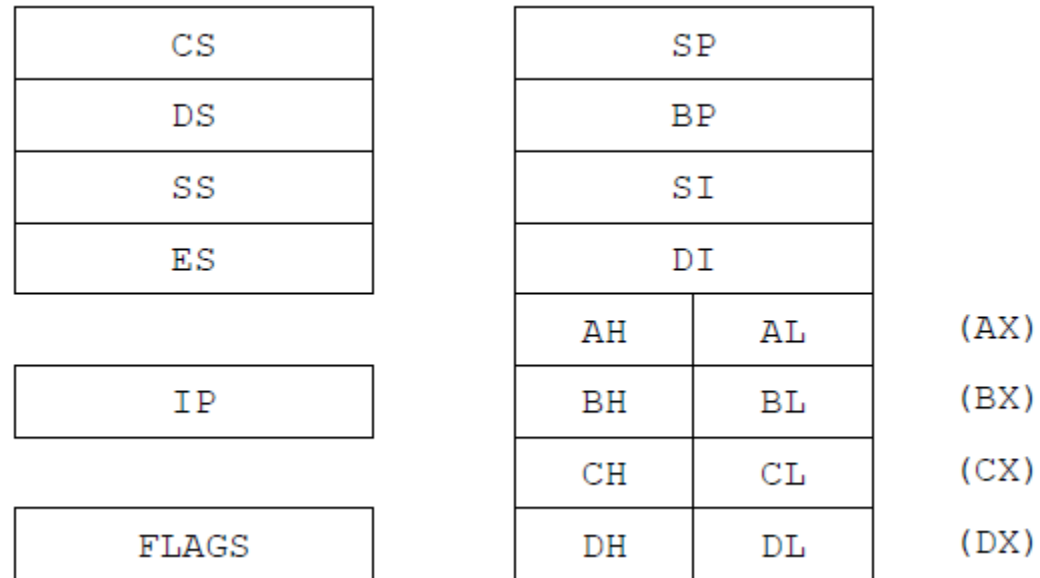 CS
DS
SS
ES
IP
FLAGS
SP
BP
SI
DI
AH AL (AX)
BH BL (BX)
CH CL (CX)
DH DL (DX)